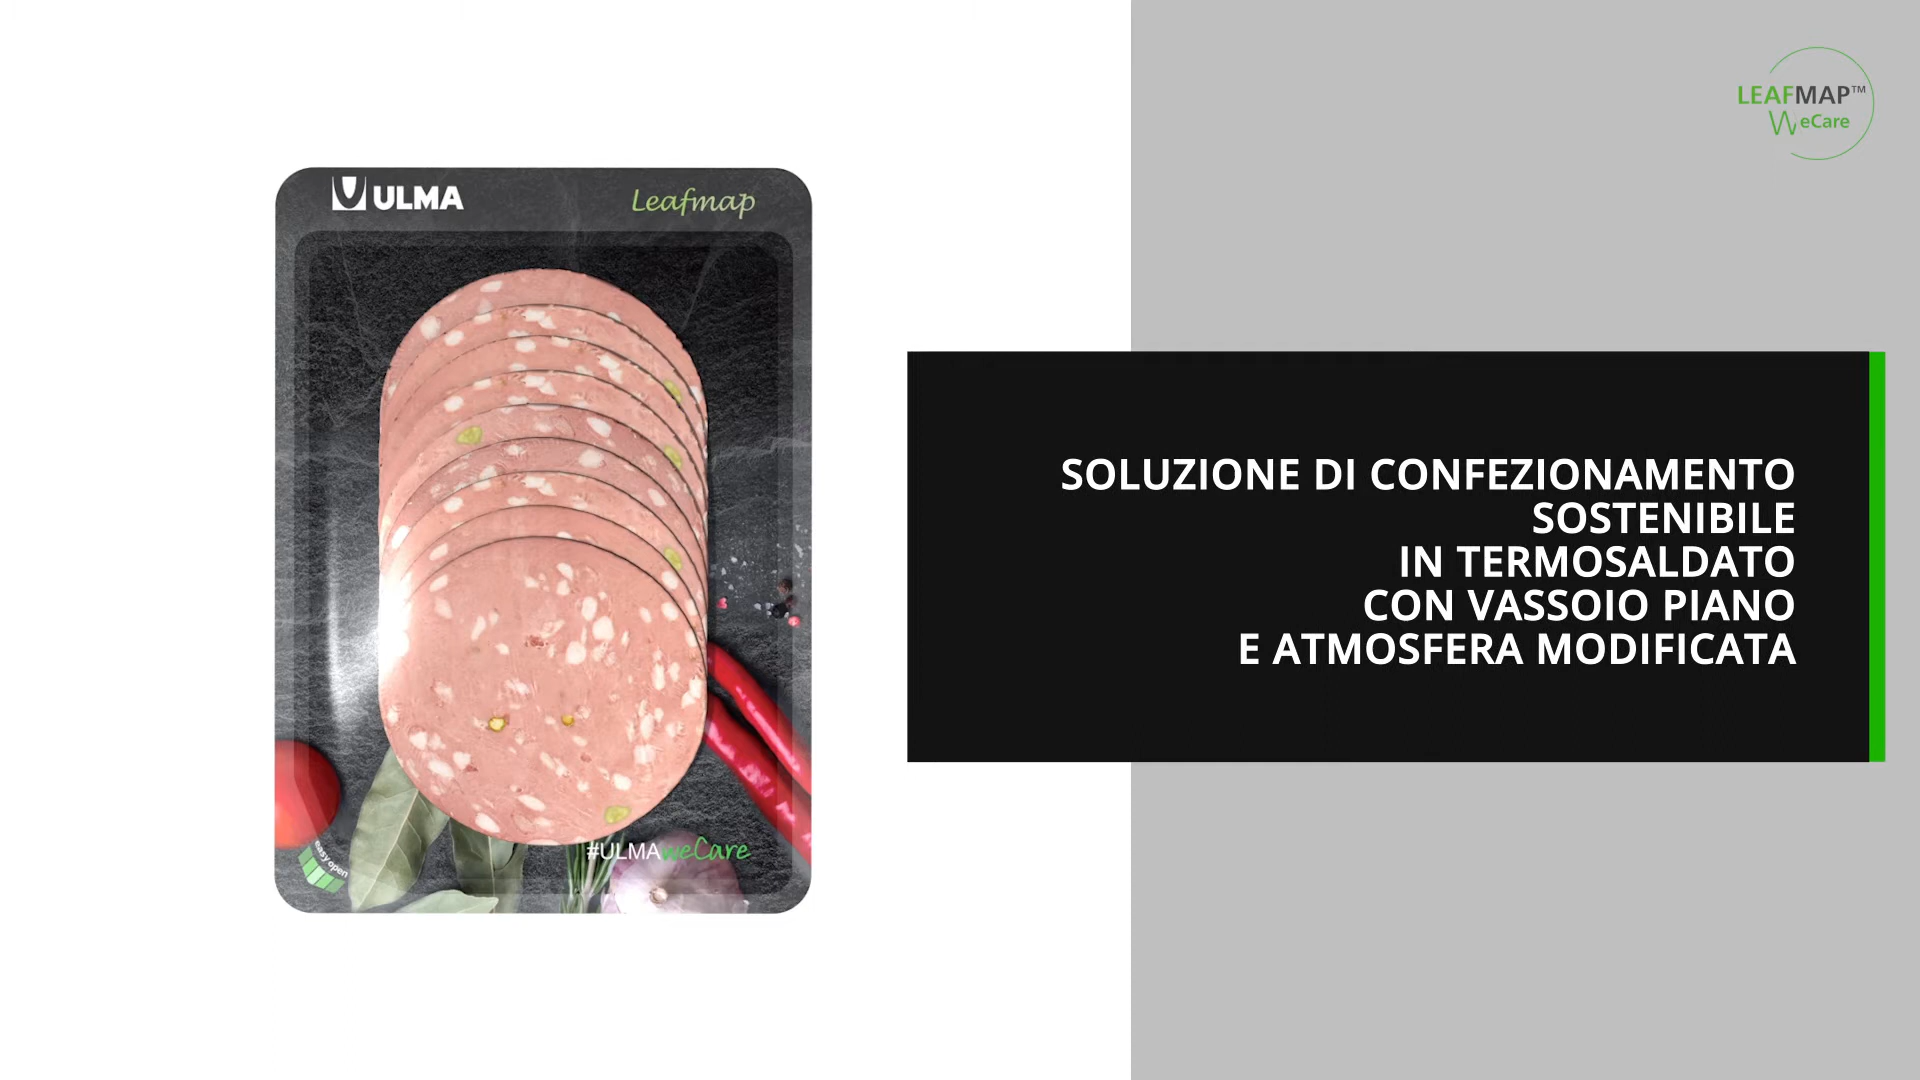 ULMA
Leafmap
easy open
#ULMAweCare
LEAFMAP™
WeCare
SOLUZIONE DI CONFEZIONAMENTO
SOSTENIBILE
IN TERMOSALDATO
CON VASSOIO PIANO
E ATMOSFERA MODIFICATA